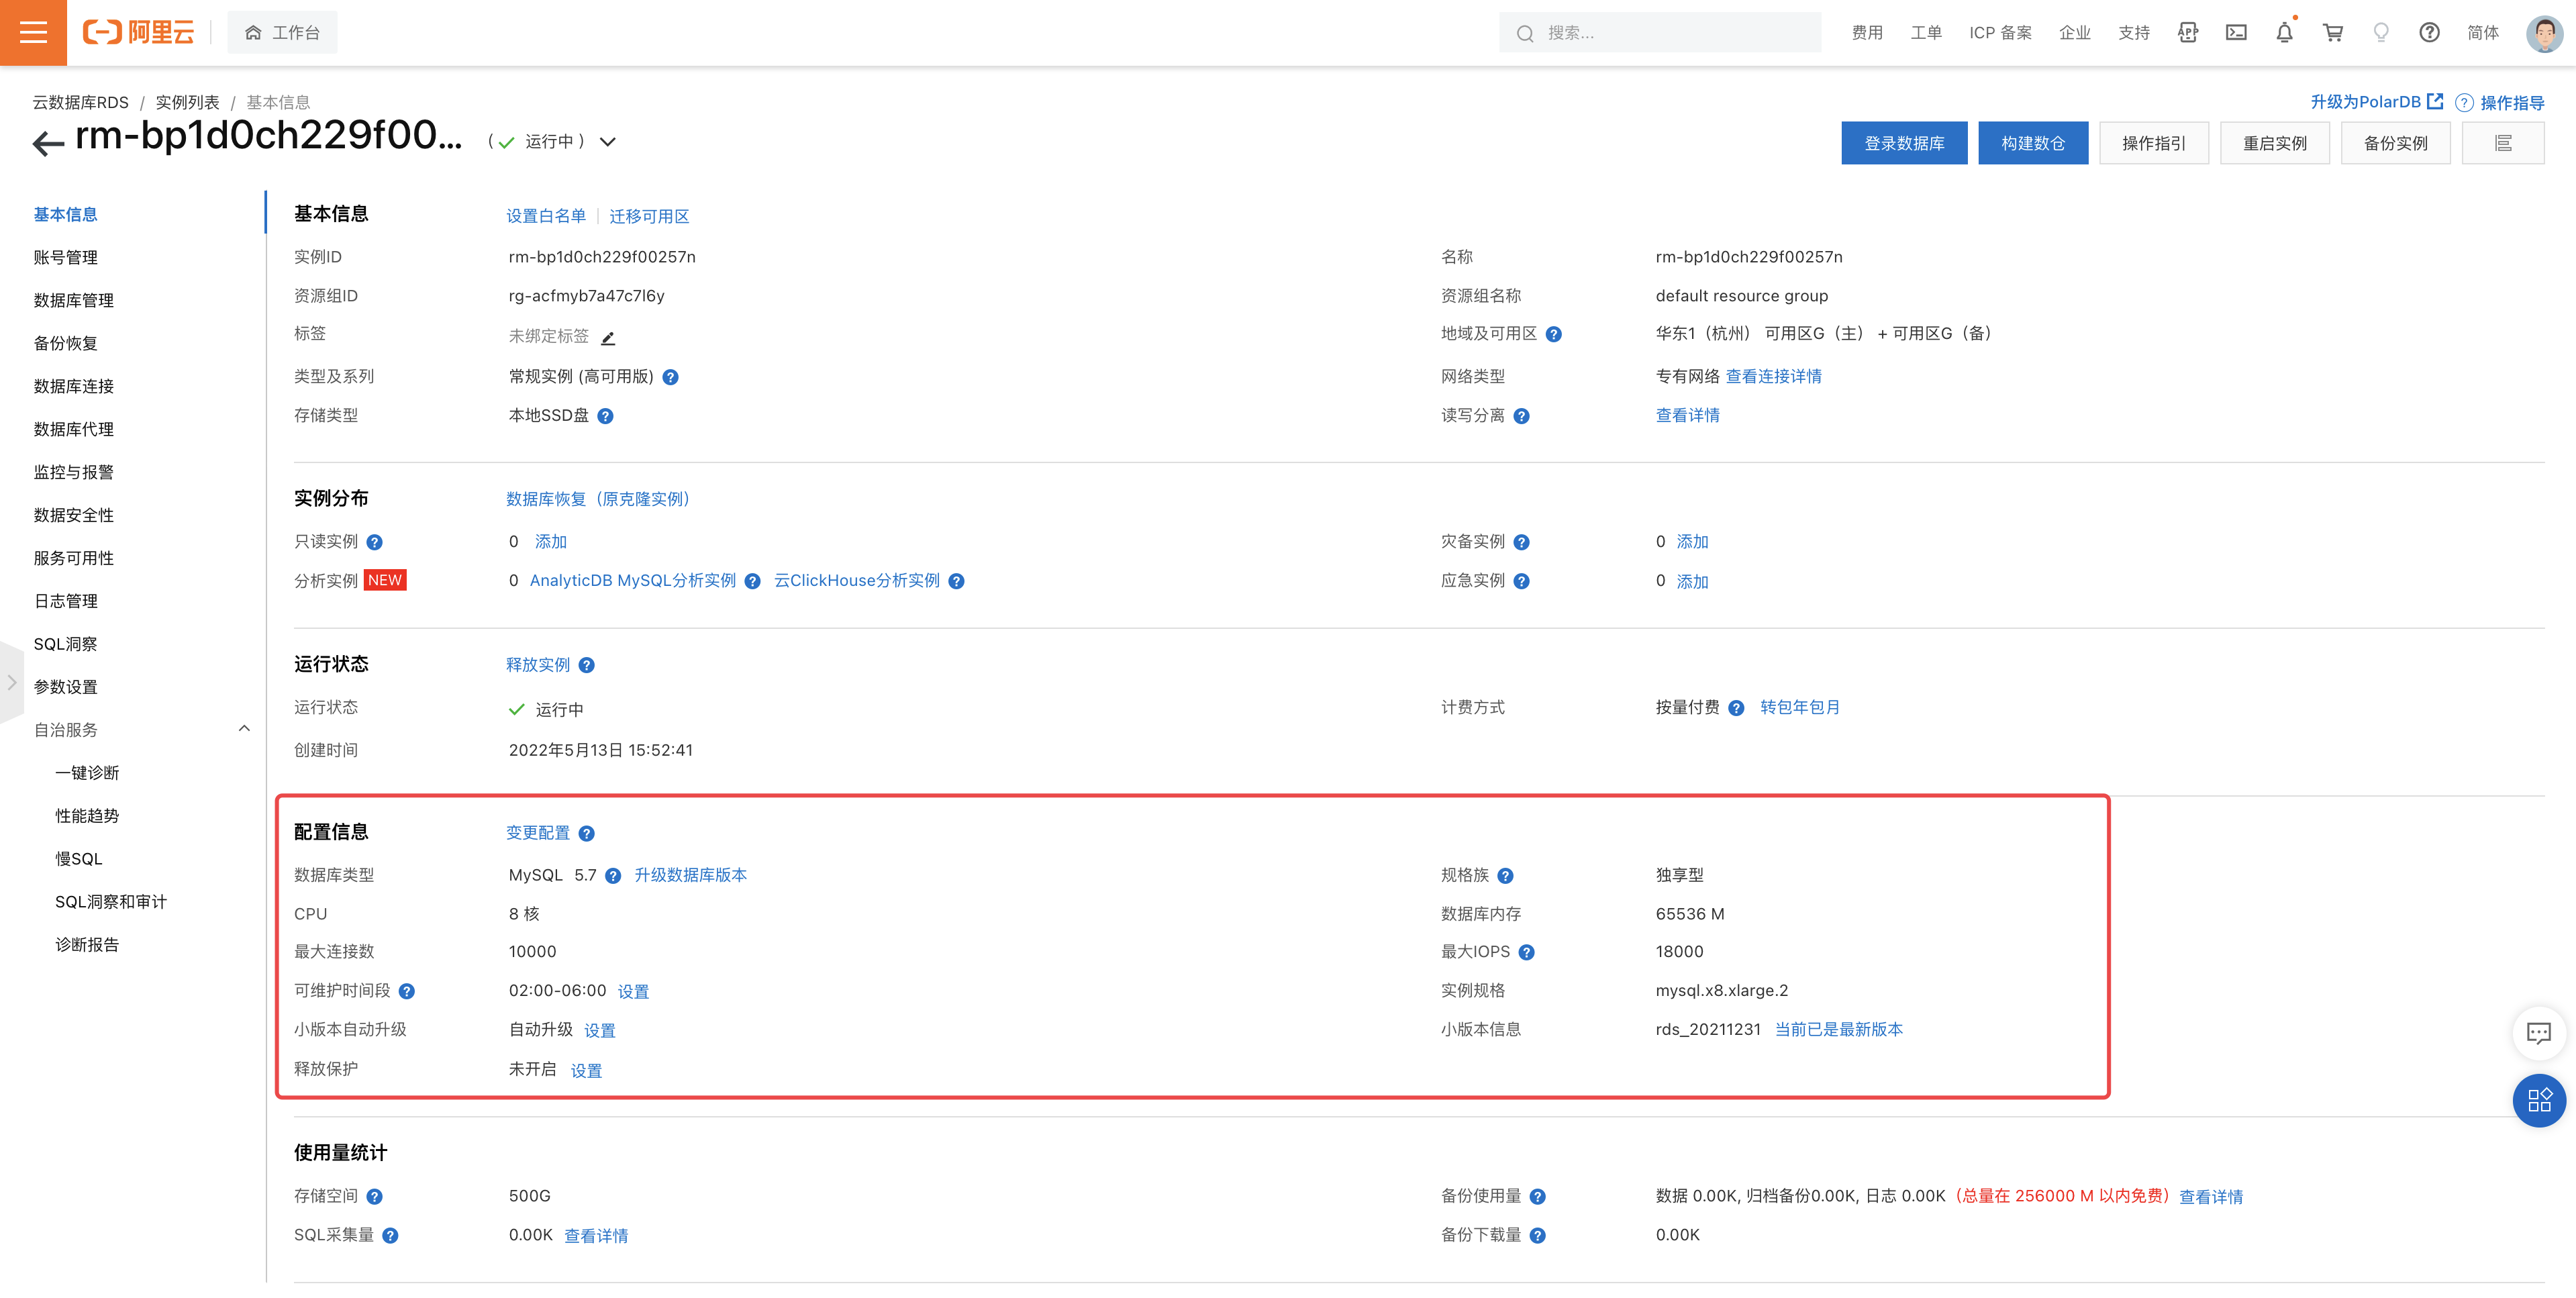 阿里云
工作台
搜索...
费用
工单
ICP 备案
企业
支持
APP
简体
云数据库RDS / 实例列表 / 基本信息
升级为PolarDB
操作指导
rm-bp1d0ch229f00...
( 运行中 )
登录数据库
构建数仓
操作指引
重启实例
备份实例
基本信息
账号管理
数据库管理
备份恢复
数据库连接
数据库代理
监控与报警
数据安全性
服务可用性
日志管理
SQL洞察
参数设置
自治服务
一键诊断
性能趋势
慢SQL
SQL洞察和审计
诊断报告
基本信息 设置白名单 迁移可用区
实例ID rm-bp1d0ch229f00257n 名称 rm-bp1d0ch229f00257n
资源组ID rg-acfmyb7a47c7l6y 资源组名称 default resource group
标签 未绑定标签 地域及可用区 ? 华东1（杭州） 可用区G（主） + 可用区G（备）
类型及系列 常规实例 (高可用版) ? 网络类型 专有网络 查看连接详情
存储类型 本地SSD盘 ? 读写分离 ? 查看详情
实例分布 数据库恢复（原克隆实例）
只读实例 ? 0 添加 灾备实例 ? 0 添加
分析实例 NEW 0 AnalyticDB MySQL分析实例 ? 云ClickHouse分析实例 ? 应急实例 ? 0 添加
运行状态 释放实例 ?
运行状态 运行中 计费方式 按量付费 ? 转包年包月
创建时间 2022年5月13日 15:52:41
配置信息 变更配置 ?
数据库类型 MySQL 5.7 ? 升级数据库版本 规格族 ? 独享型
CPU 8 核 数据库内存 65536 M
最大连接数 10000 最大IOPS ? 18000
可维护时间段 ? 02:00-06:00 设置 实例规格 mysql.x8.xlarge.2
小版本自动升级 自动升级 设置 小版本信息 rds_20211231 当前已是最新版本
释放保护 未开启 设置
使用量统计
存储空间 ? 500G 备份使用量 ? 数据 0.00K, 归档备份0.00K, 日志 0.00K（总量在 256000 M 以内免费） 查看详情
SQL采集量 ? 0.00K 查看详情 备份下载量 ? 0.00K